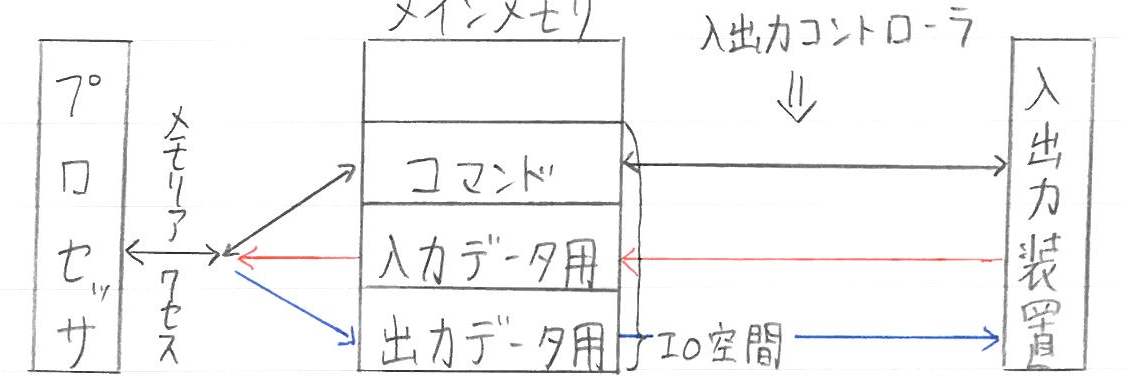 メインメモリ
入出力コントローラ
プロセッサ
メモリアクセス
コマンド
入力データ用
出力データ用
IO空間
入出力装置